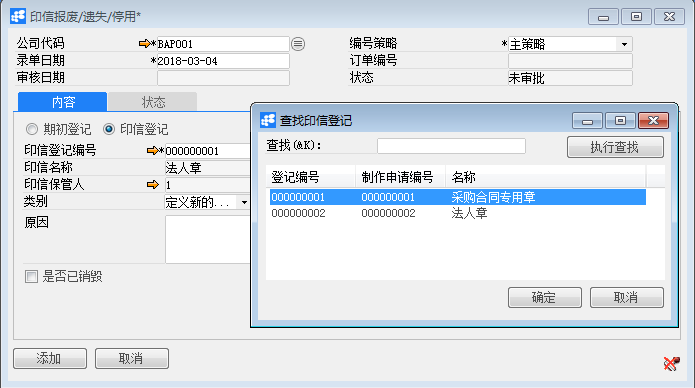 印信报废/遗失/停用*
公司代码 *BAP001 编号策略 *主策略
录单日期 *2018-03-04 订单编号
审核日期 状态 未审批
内容 状态
期初登记 印信登记
印信登记编号 *000000001
印信名称 法人章
印信保管人 1
类别 定义新的...
原因
是否已销毁
添加 取消
查找印信登记
查找(&K): 执行查找
登记编号 制作申请编号 名称
000000001 000000001 采购合同专用章
000000002 000000002 法人章
确定 取消